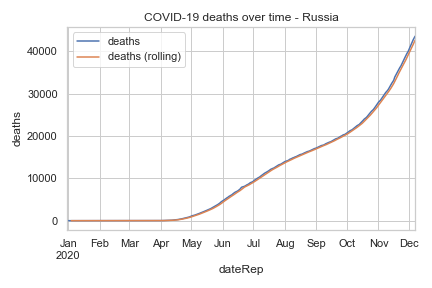 COVID-19 deaths over time - Russia
deaths
deaths (rolling)
deaths
40000
30000
20000
10000
0
Jan Feb Mar Apr May Jun Jul Aug Sep Oct Nov Dec
2020
dateRep